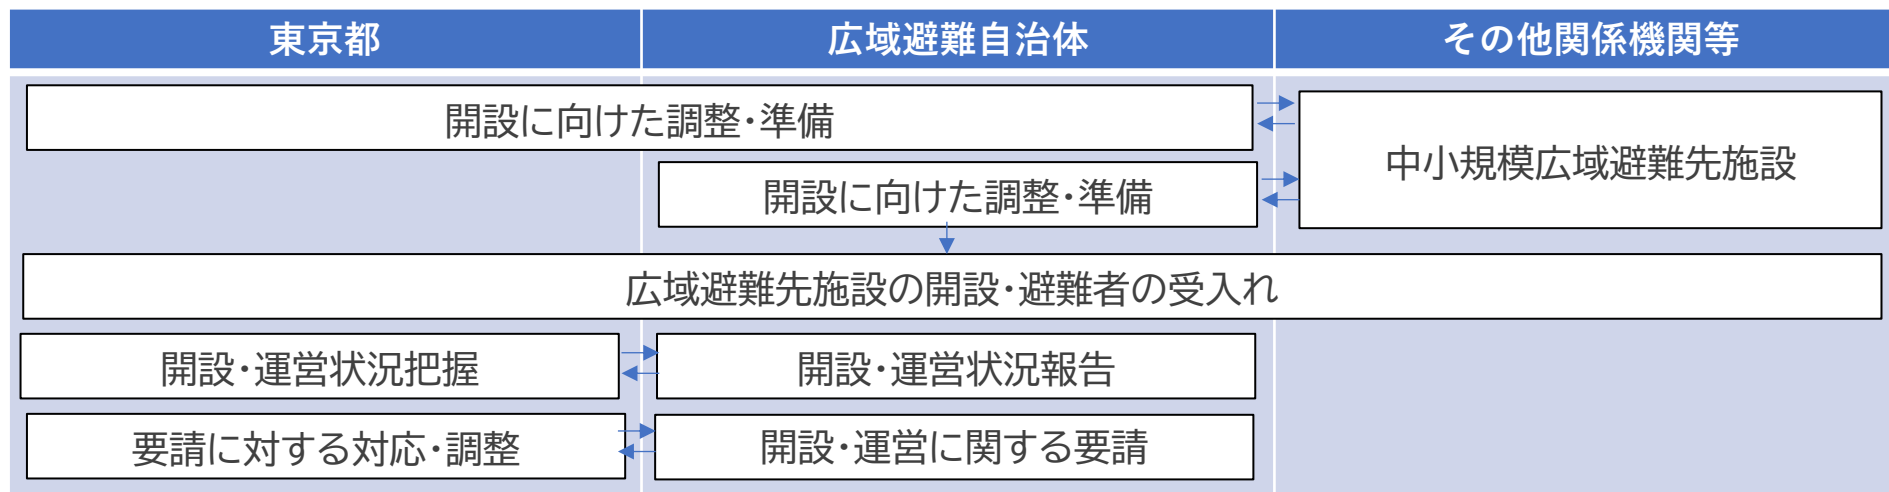 東京都
広域避難自治体
その他関係機関等
開設に向けた調整・準備
中小規模広域避難先施設
開設に向けた調整・準備
広域避難先施設の開設・避難者の受入れ
開設・運営状況把握
開設・運営状況報告
要請に対する対応・調整
開設・運営に関する要請